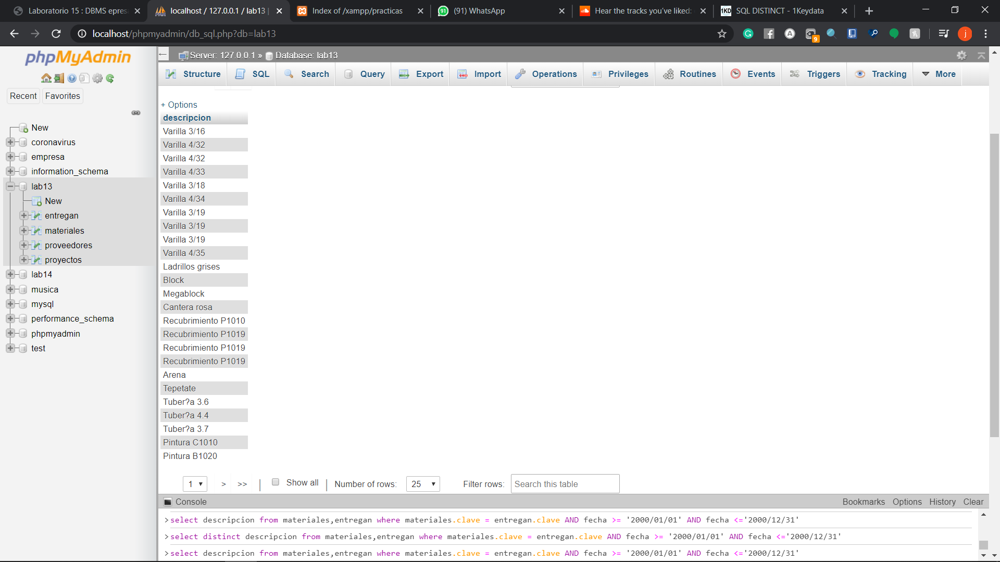 Laboratorio 15 : DBMS epres
localhost / 127.0.0.1 / lab13 |
Index of /xampp/practicas
(91) WhatsApp
Hear the tracks you've liked:
1KD SQL DISTINCT - 1Keydata
localhost/phpmyadmin/db_sql.php?db=lab13
9
j
phpMyAdmin
Recent
Favorites
New
coronavirus
empresa
information_schema
lab13
New
entregan
materiales
proveedores
proyectos
lab14
musica
mysql
performance_schema
phpmyadmin
test
Server: 127.0.0.1 » Database: lab13
Structure
SQL
Search
Query
Export
Import
Operations
Privileges
Routines
Events
Triggers
Tracking
More
+ Options
descripcion
Varilla 3/16
Varilla 4/32
Varilla 4/32
Varilla 4/33
Varilla 3/18
Varilla 4/34
Varilla 3/19
Varilla 3/19
Varilla 3/19
Varilla 4/35
Ladrillos grises
Block
Megablock
Cantera rosa
Recubrimiento P1010
Recubrimiento P1019
Recubrimiento P1019
Recubrimiento P1019
Arena
Tepetate
Tuber?a 3.6
Tuber?a 4.4
Tuber?a 3.7
Pintura C1010
Pintura B1020
1 > >> | Show all | Number of rows: 25 Filter rows: Search this table
Console
Bookmarks Options History Clear
>select descripcion from materiales,entregan where materiales.clave = entregan.clave AND fecha >= '2000/01/01' AND fecha <='2000/12/31'
>select distinct descripcion from materiales,entregan where materiales.clave = entregan.clave AND fecha >= '2000/01/01' AND fecha <='2000/12/31'
>select descripcion from materiales,entregan where materiales.clave = entregan.clave AND fecha >= '2000/01/01' AND fecha <='2000/12/31'